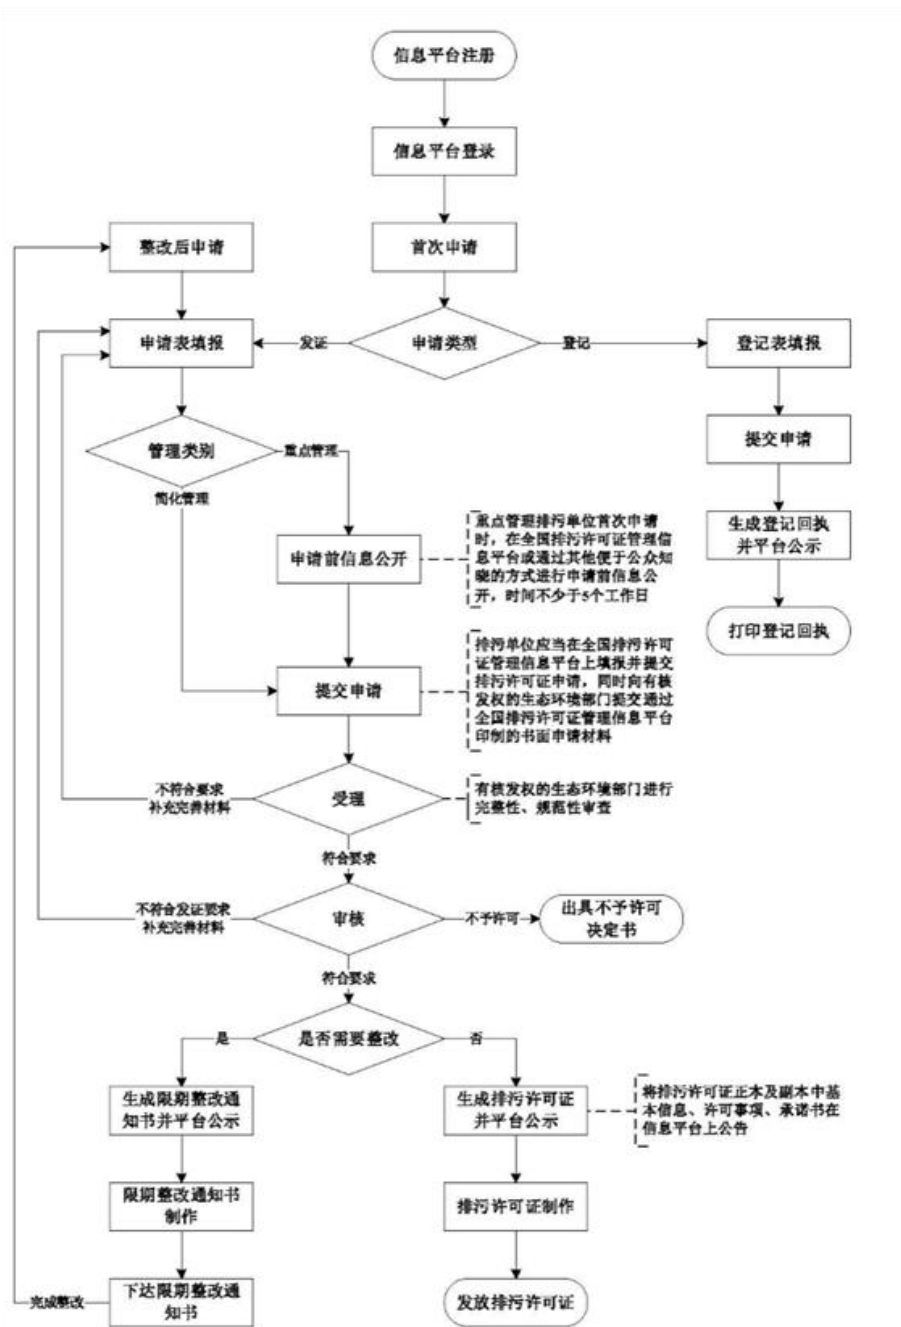 信息平台注册
信息平台登录
整改后申请
首次申请
申请表填报
发证
申请类型
登记
登记表填报
管理类别
重点管理
提交申请
简化管理
申请前信息公开
重点管理排污单位首次申请
时，在全国排污许可证管理信
息平台或通过其他便于公众知
晓的方式进行申请前信息公
开，时间不少于5个工作日
生成登记回执
并平台公示
打印登记回执
提交申请
排污单位应当在全国排污许可
证管理信息平台上填报并提交
排污许可证申请，同时向有核
发权的生态环境部门提交通过
全国排污许可证管理信息平台
印制的书面申请材料
不符合要求
补充完善材料
受理
有核发权的生态环境部门进行
完整性、规范性审查
符合要求
不符合发证要求
补充完善材料
审核
不予许可
出具不予许可
决定书
符合要求
是
是否需要整改
否
生成限期整改通
知书并平台公示
生成排污许可证
并平台公示
将排污许可证正本及副本中基
本信息、许可事项、承诺书在
信息平台上公告
限期整改通知书
制作
排污许可证制作
完成整改
下达限期整改通
知书
发放排污许可证